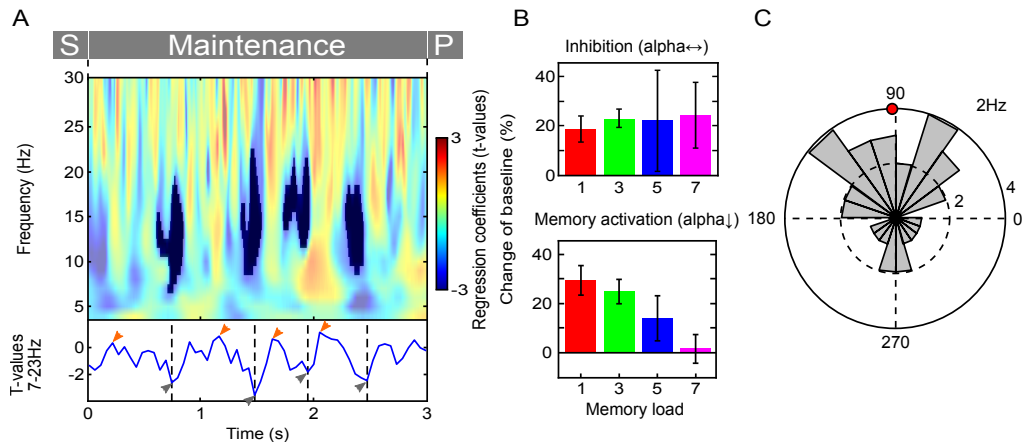 A
S
Maintenance
P
30
25
20
15
10
5
Frequency (Hz)
3
-3
Regression coefficients (t-values)
0
-2
T-values
7-23Hz
0
1
2
3
Time (s)
B
Inhibition (alpha↔)
40
20
0
1
3
5
7
Change of baseline (%)
Memory activation (alpha↓)
40
20
0
1
3
5
7
Memory load
C
90
2Hz
4
2
180
0
270